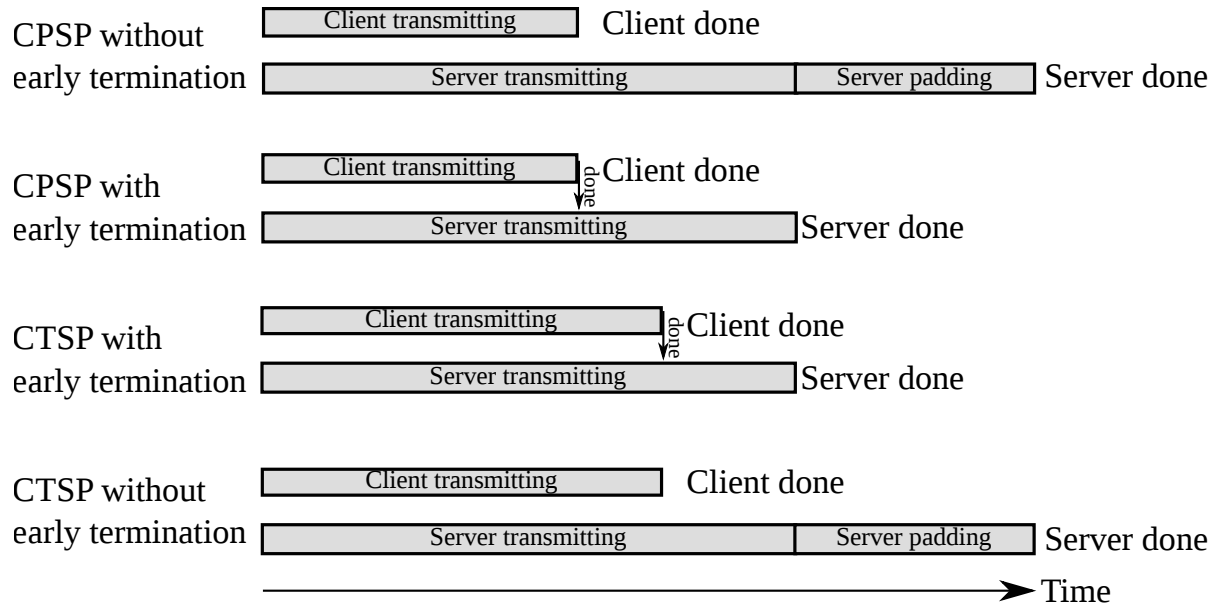 CPSP without
early termination
Client transmitting
Client done
Server transmitting
Server padding
Server done
CPSP with
early termination
Client transmitting
done
Client done
Server transmitting
Server done
CTSP with
early termination
Client transmitting
done
Client done
Server transmitting
Server done
CTSP without
early termination
Client transmitting
Client done
Server transmitting
Server padding
Server done
Time